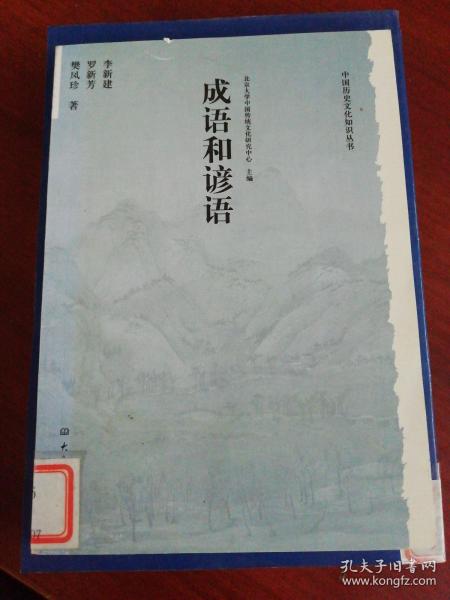 中国历史文化知识丛书
北京大学中国传统文化研究中心 主编
成语和谚语
李新建
罗新芳
樊凤珍 著
大
97
孔夫子旧书网
www.kongfz.com